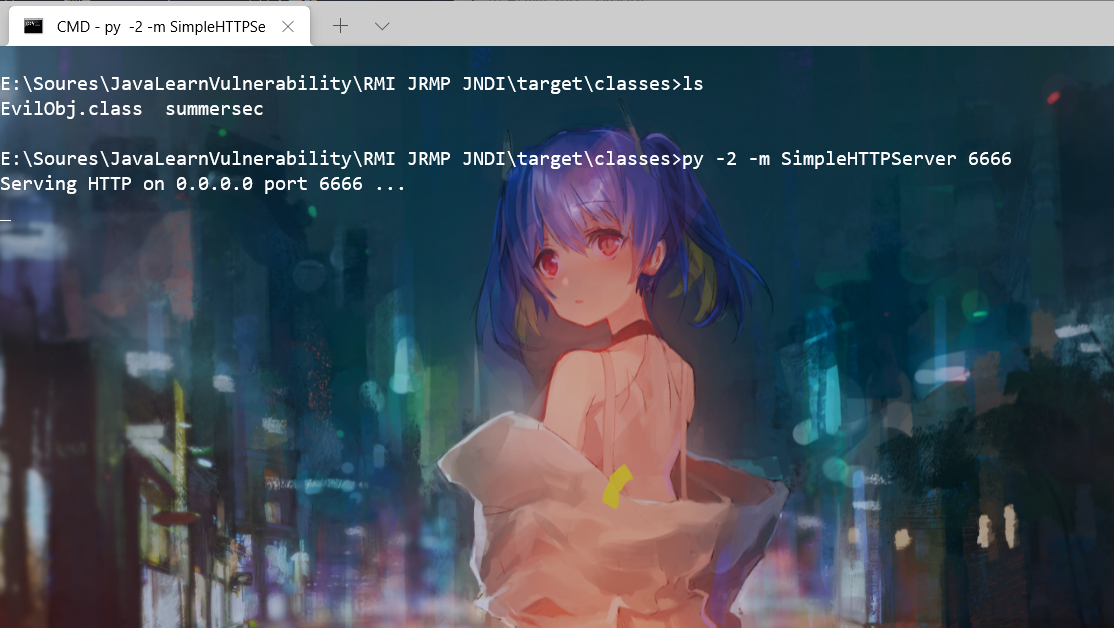 CMD - py  -2 -m SimpleHTTPSe
E:\Soures\JavaLearnVulnerability\RMI JRMP JNDI\target\classes>ls
EvilObj.class  summersec
E:\Soures\JavaLearnVulnerability\RMI JRMP JNDI\target\classes>py -2 -m SimpleHTTPServer 6666
Serving HTTP on 0.0.0.0 port 6666 ...